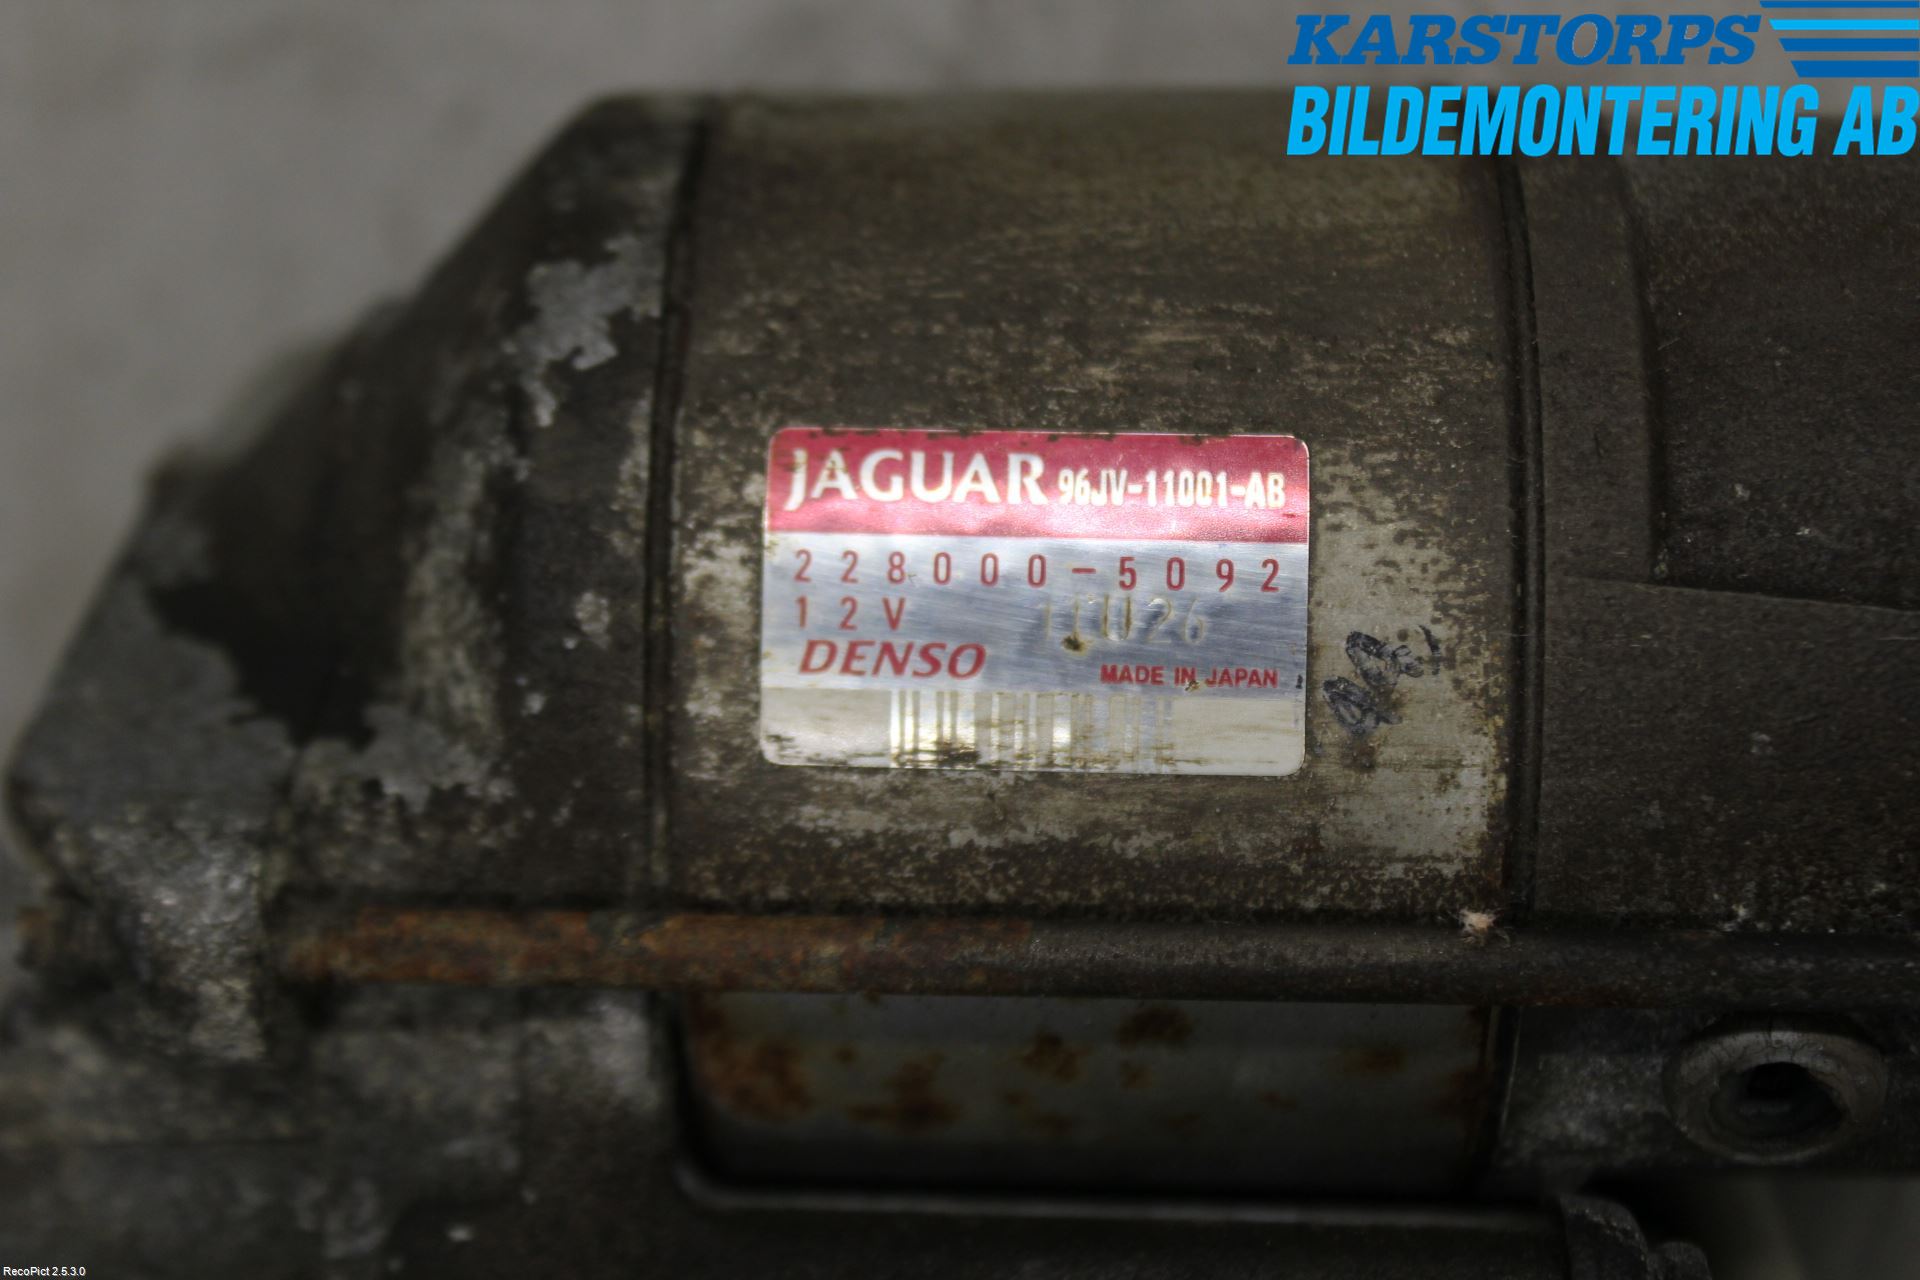 KARSTORPS
BILDEMONTERING AB
JAGUAR 96JV-11001-AB
228000-5092
12V
DENSO MADE IN JAPAN
RecoPict 2.5.3.0